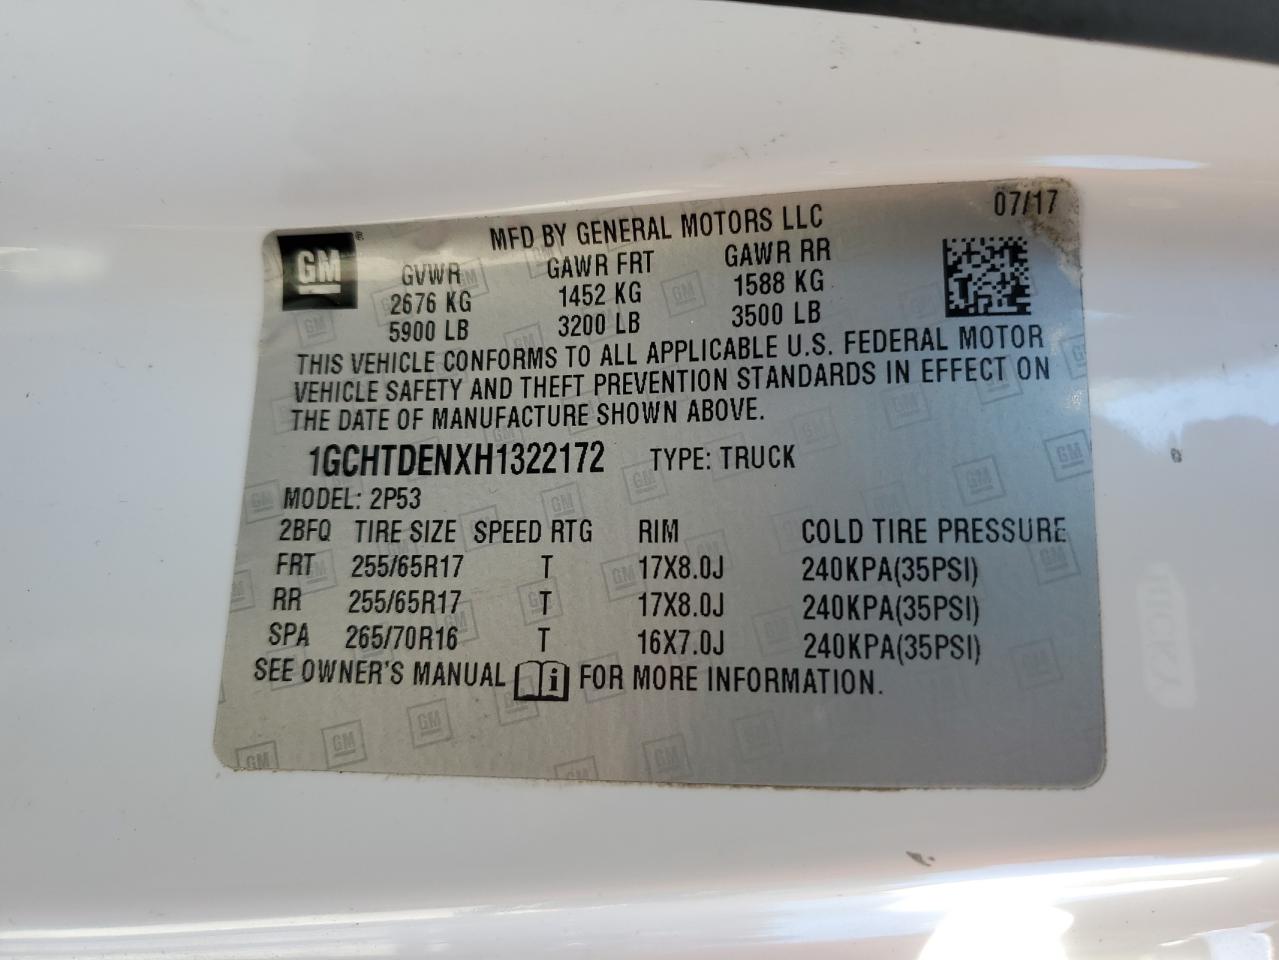 07/17
MFD BY GENERAL MOTORS LLC
GM®
GVWR GAWR FRT GAWR RR
2676 KG 1452 KG 1588 KG
5900 LB 3200 LB 3500 LB
THIS VEHICLE CONFORMS TO ALL APPLICABLE U.S. FEDERAL MOTOR
VEHICLE SAFETY AND THEFT PREVENTION STANDARDS IN EFFECT ON
THE DATE OF MANUFACTURE SHOWN ABOVE.
1GCHTDENXH1322172 TYPE: TRUCK
MODEL: 2P53
2BFQ TIRE SIZE SPEED RTG RIM COLD TIRE PRESSURE
FRT 255/65R17 T 17X8.0J 240KPA(35PSI)
RR 255/65R17 T 17X8.0J 240KPA(35PSI)
SPA 265/70R16 T 16X7.0J 240KPA(35PSI)
SEE OWNER'S MANUAL i FOR MORE INFORMATION.